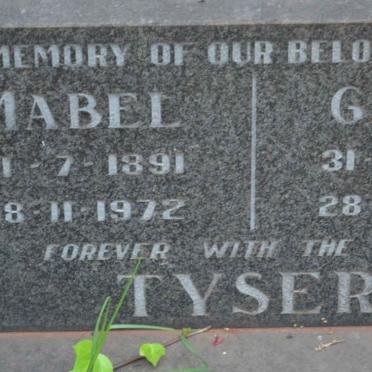 MEMORY OF OUR BELO
MABEL G
1-7-1891 31-
8-11-1972 28-
FOREVER WITH THE
TYSER